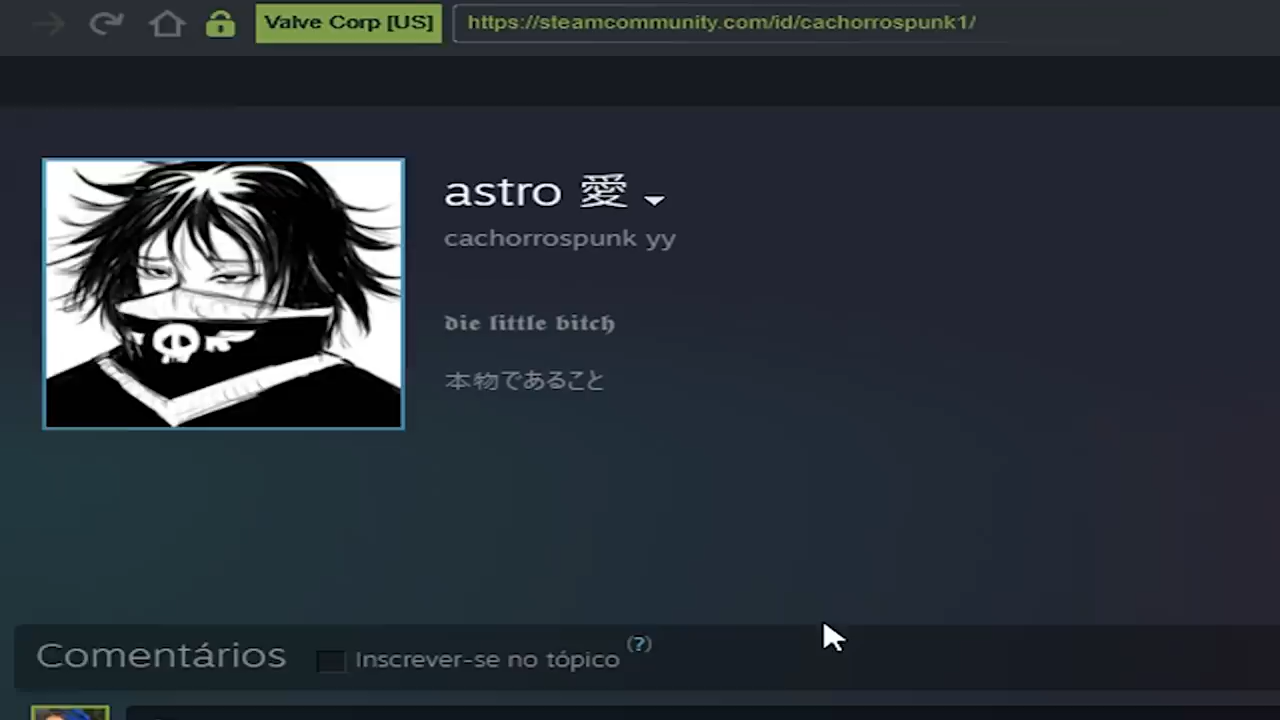 Valve Corp [US] https://steamcommunity.com/id/cachorrospunk1/
astro 愛
cachorrospunk yy
𝖉𝖎𝖊 𝖑𝖎𝖙𝖙𝖑𝖊 𝖇𝖎𝖙𝖈𝖍
本物であること
Comentários Inscrever-se no tópico (?)